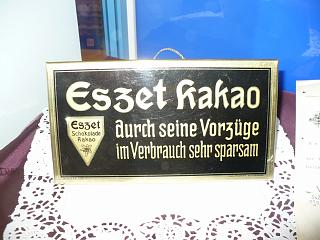 Eszet Kakao
Eszet
Schokolade
Kakao
durch seine Vorzüge
im Verbrauch sehr sparsam